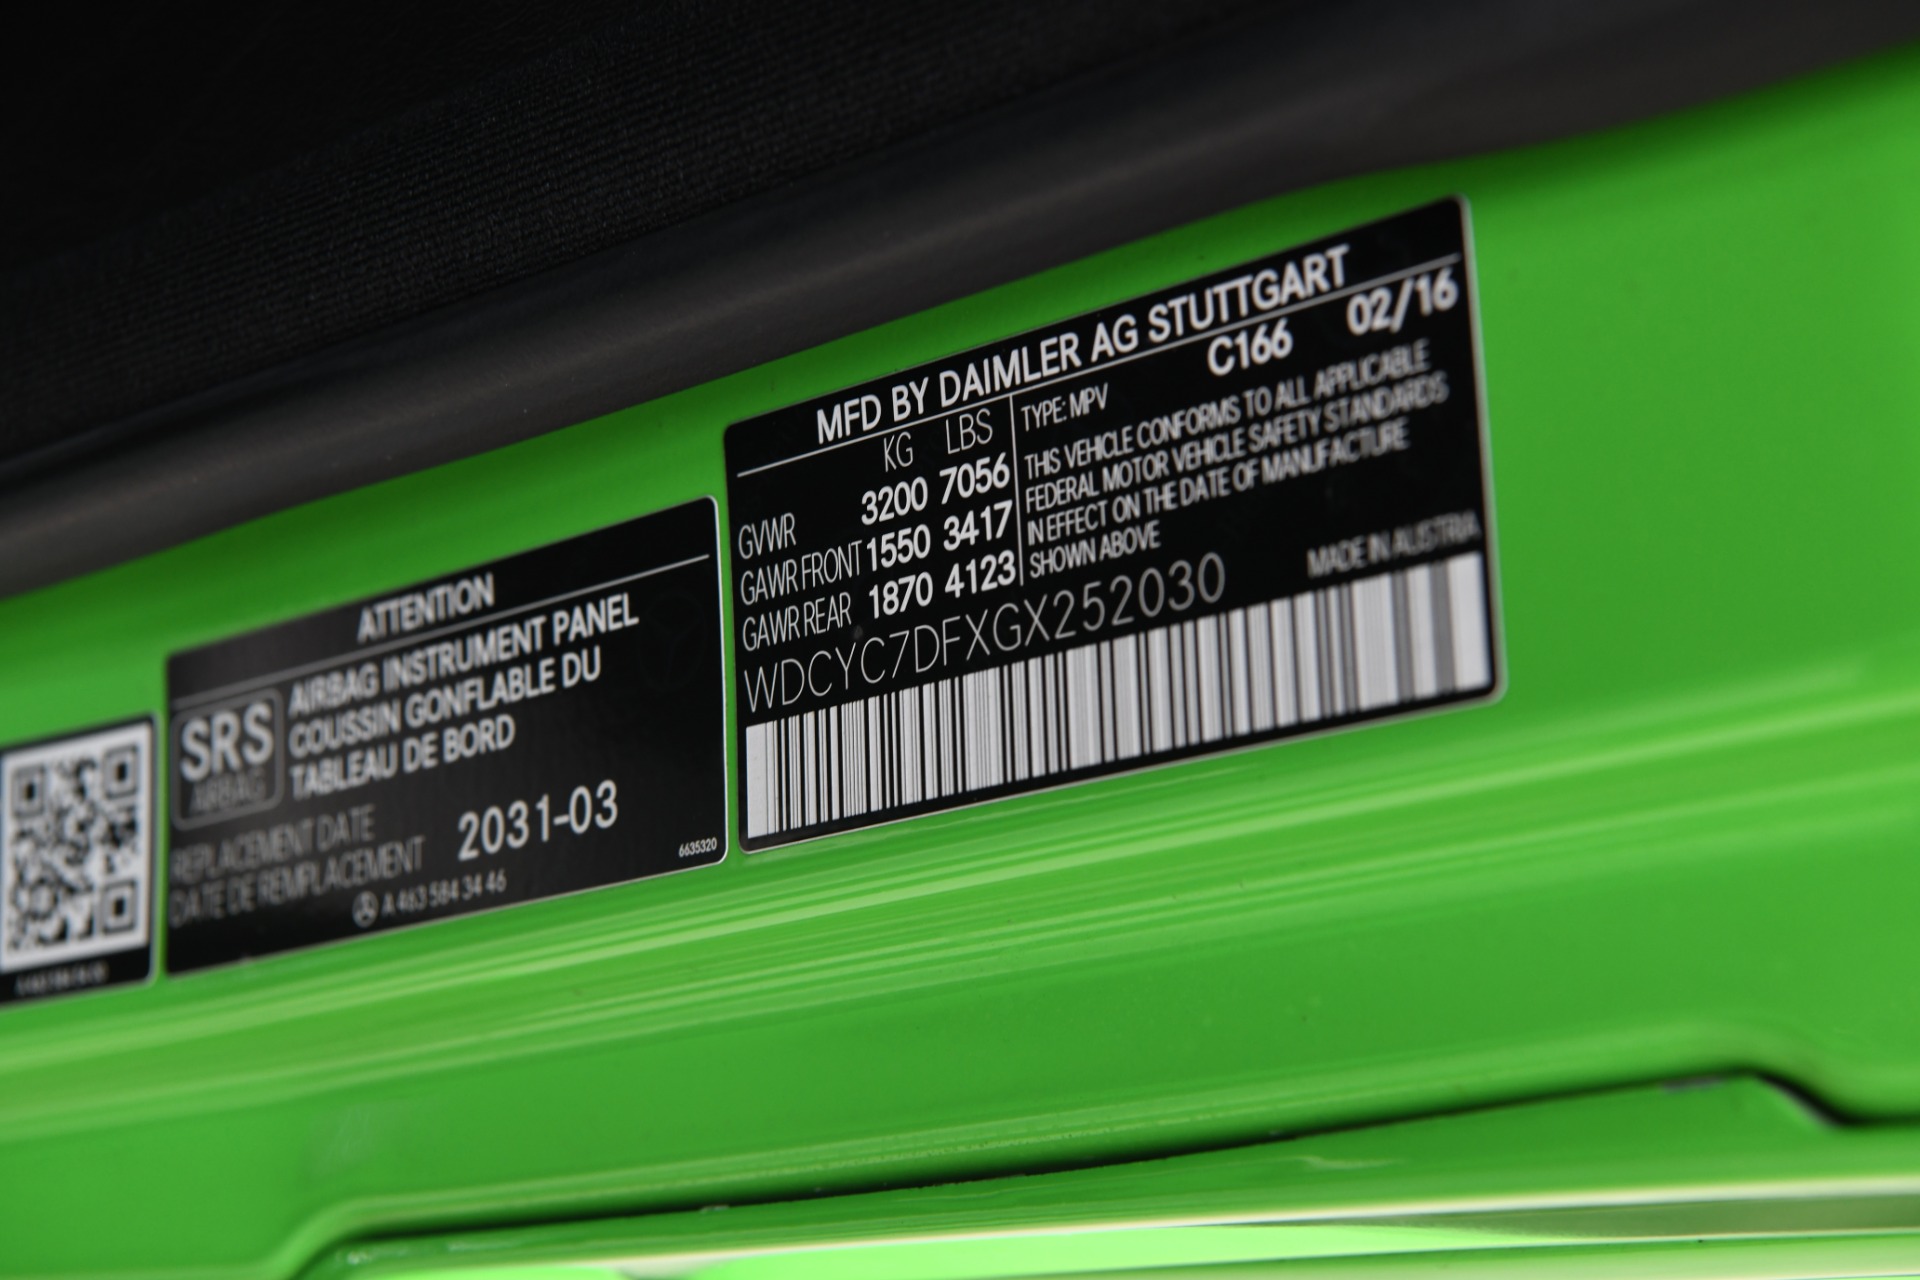 ATTENTION
SRS
AIRBAG
AIRBAG INSTRUMENT PANEL
COUSSIN GONFLABLE DU
TABLEAU DE BORD
REPLACEMENT DATE
DATE DE REMPLACEMENT
2031-03
6635320
A 463 584 34 46
MFD BY DAIMLER AG STUTTGART
KG LBS
GVWR 3200 7056
GAWR FRONT 1550 3417
GAWR REAR 1870 4123
TYPE: MPV C166 02/16
THIS VEHICLE CONFORMS TO ALL APPLICABLE
FEDERAL MOTOR VEHICLE SAFETY STANDARDS
IN EFFECT ON THE DATE OF MANUFACTURE
SHOWN ABOVE
MADE IN AUSTRIA
WDCYC7DFXGX252030